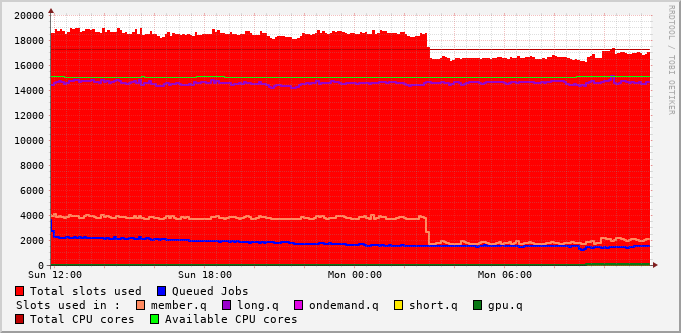 20000
18000
16000
14000
12000
10000
8000
6000
4000
2000
0
Sun 12:00 Sun 18:00 Mon 00:00 Mon 06:00
Total slots used Queued Jobs
Slots used in : member.q long.q ondemand.q short.q gpu.q
Total CPU cores Available CPU cores
RRDTOOL / TOBI OETIKER